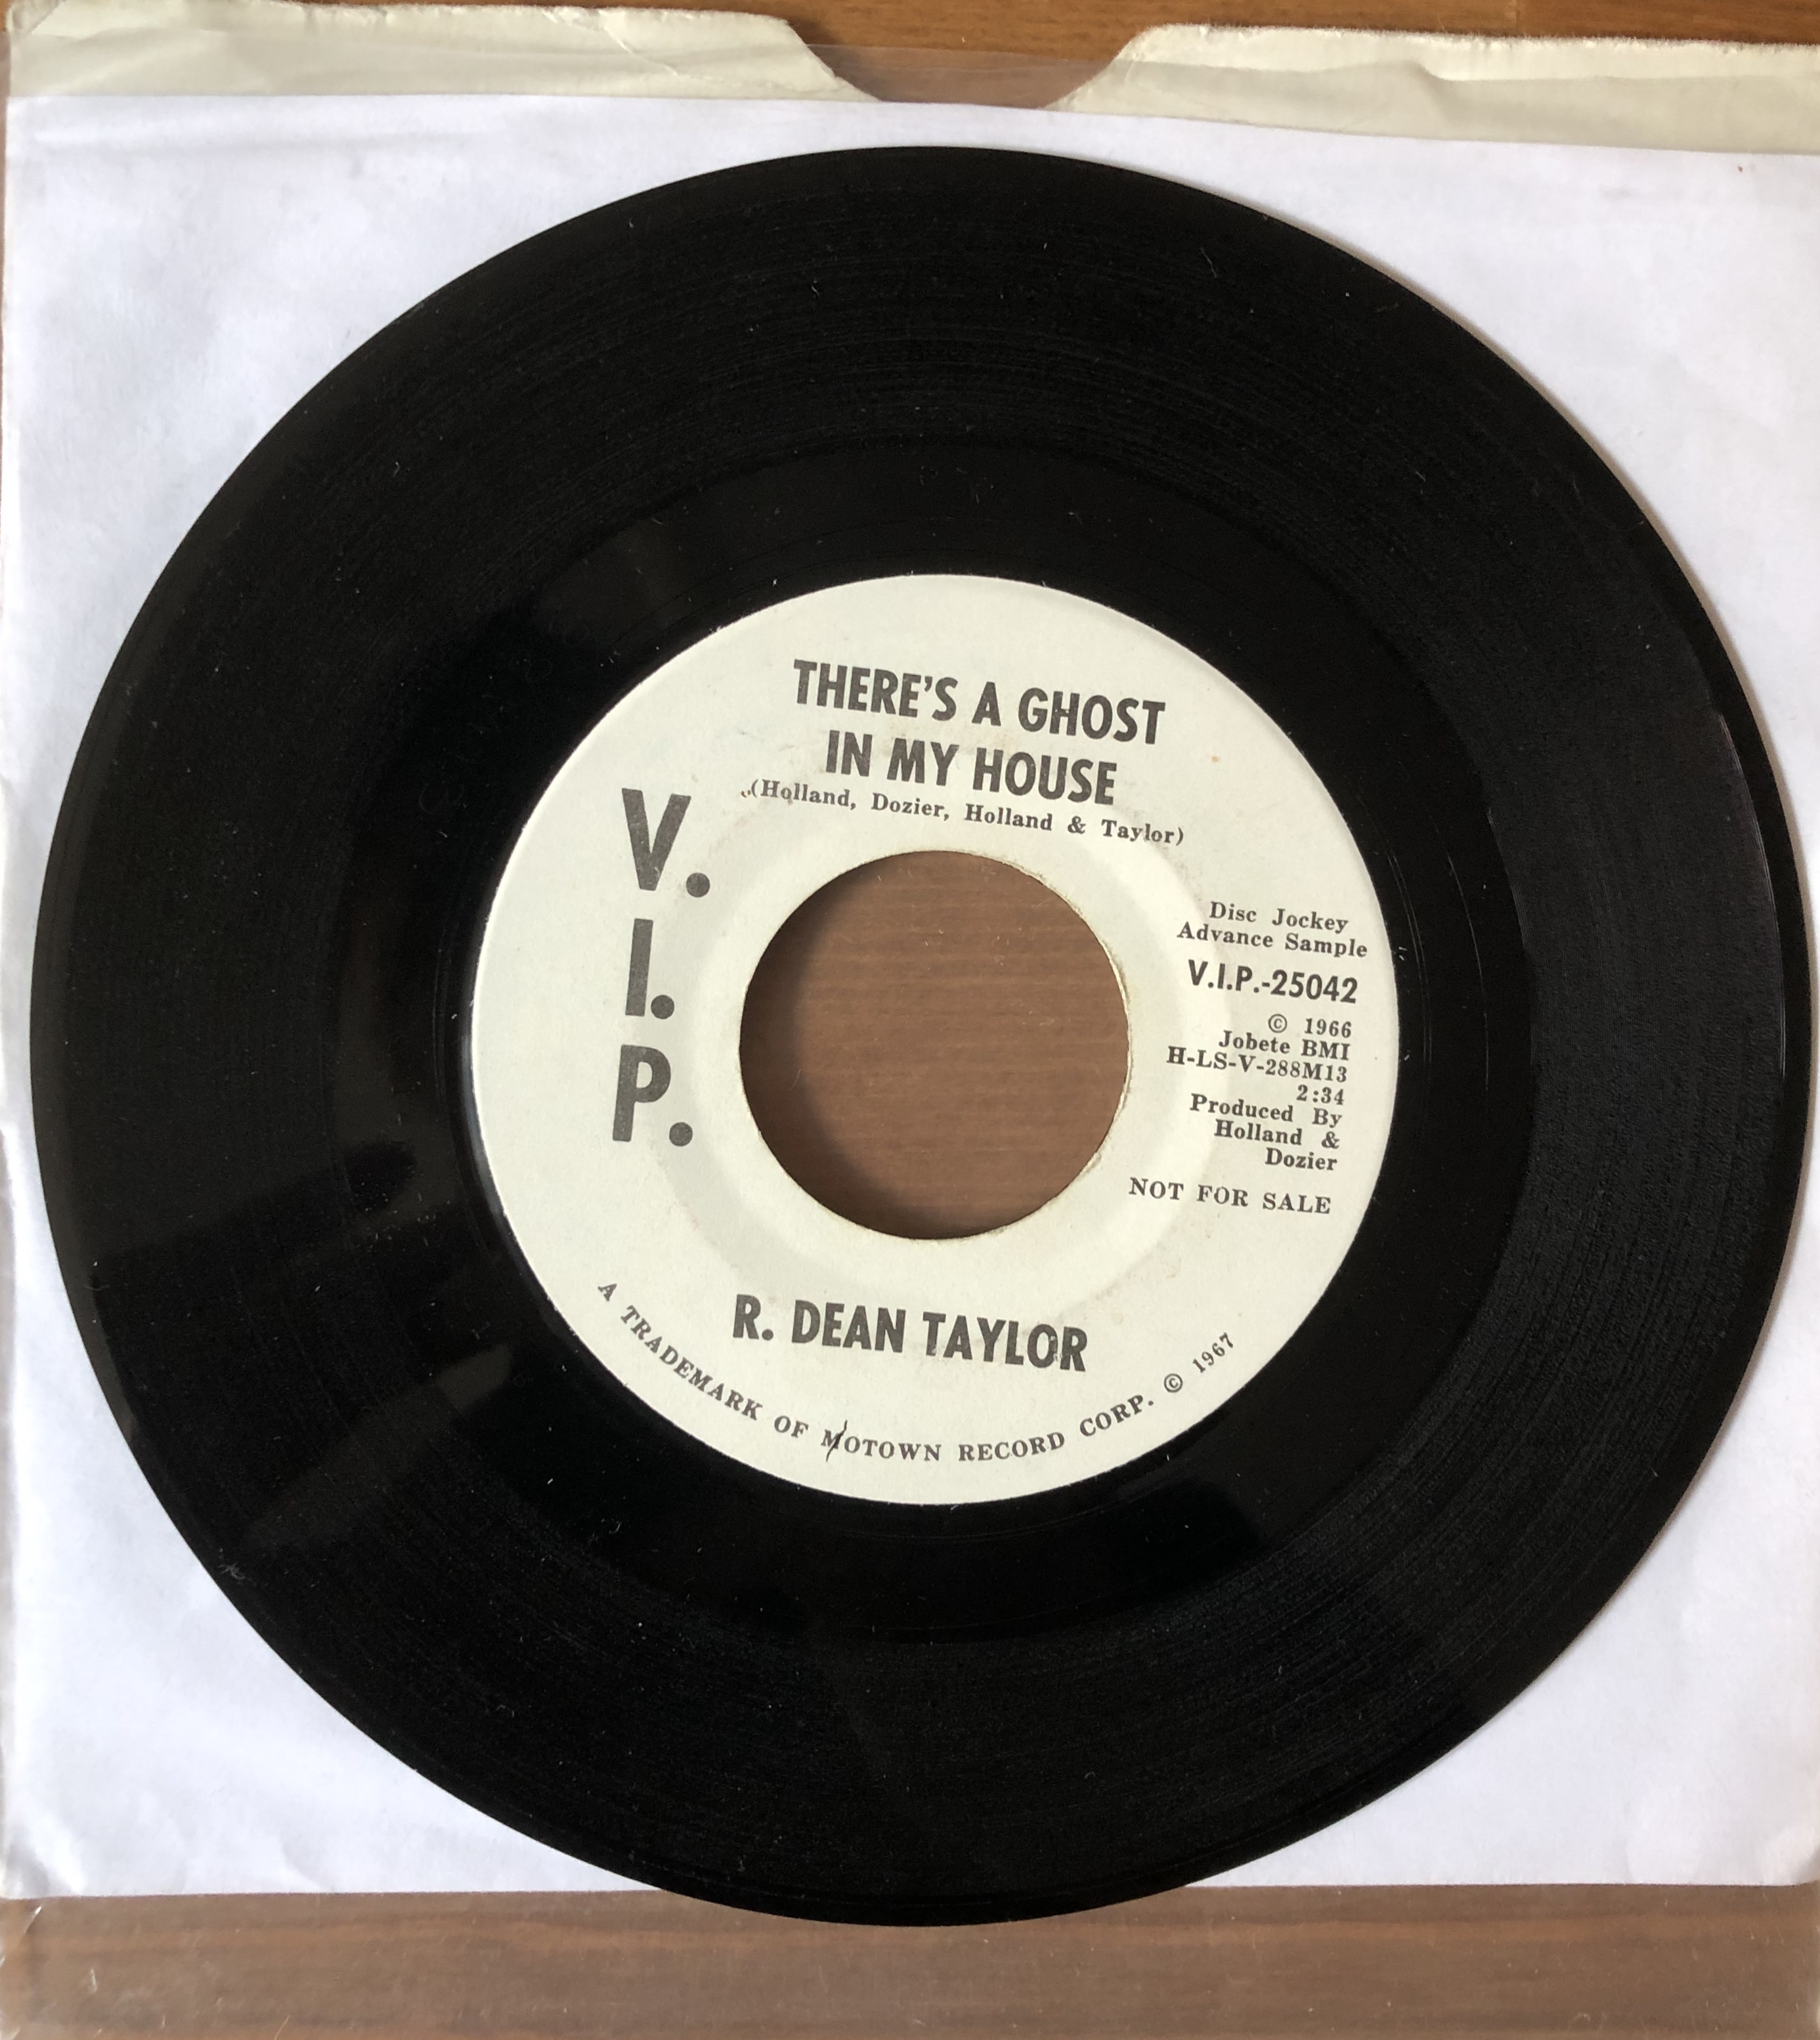 THERE'S A GHOST
IN MY HOUSE
(Holland, Dozier, Holland & Taylor)
V.
I.
P.
Disc Jockey
Advance Sample
V.I.P.-25042
© 1966
Jobete BMI
H-LS-V-288M13
2:34
Produced By
Holland &
Dozier
NOT FOR SALE
R. DEAN TAYLOR
A TRADEMARK OF MOTOWN RECORD CORP. © 1967